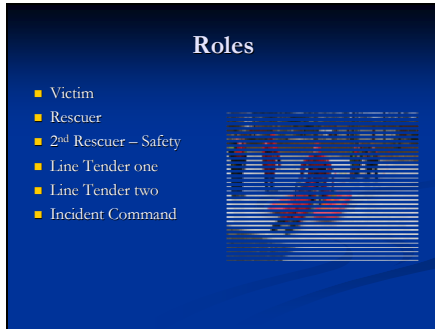 Roles
Victim
Rescuer
2nd Rescuer – Safety
Line Tender one
Line Tender two
Incident Command